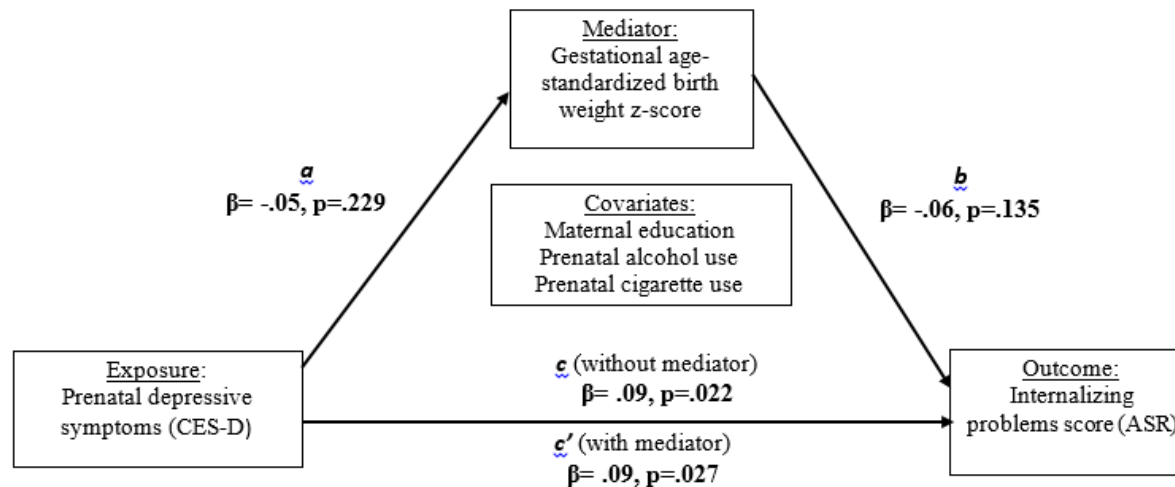 Mediator:
Gestational age-
standardized birth
weight z-score
a
β= -.05, p=.229
b
β= -.06, p=.135
Covariates:
Maternal education
Prenatal alcohol use
Prenatal cigarette use
Exposure:
Prenatal depressive
symptoms (CES-D)
c (without mediator)
β= .09, p=.022
c′ (with mediator)
β= .09, p=.027
Outcome:
Internalizing
problems score (ASR)